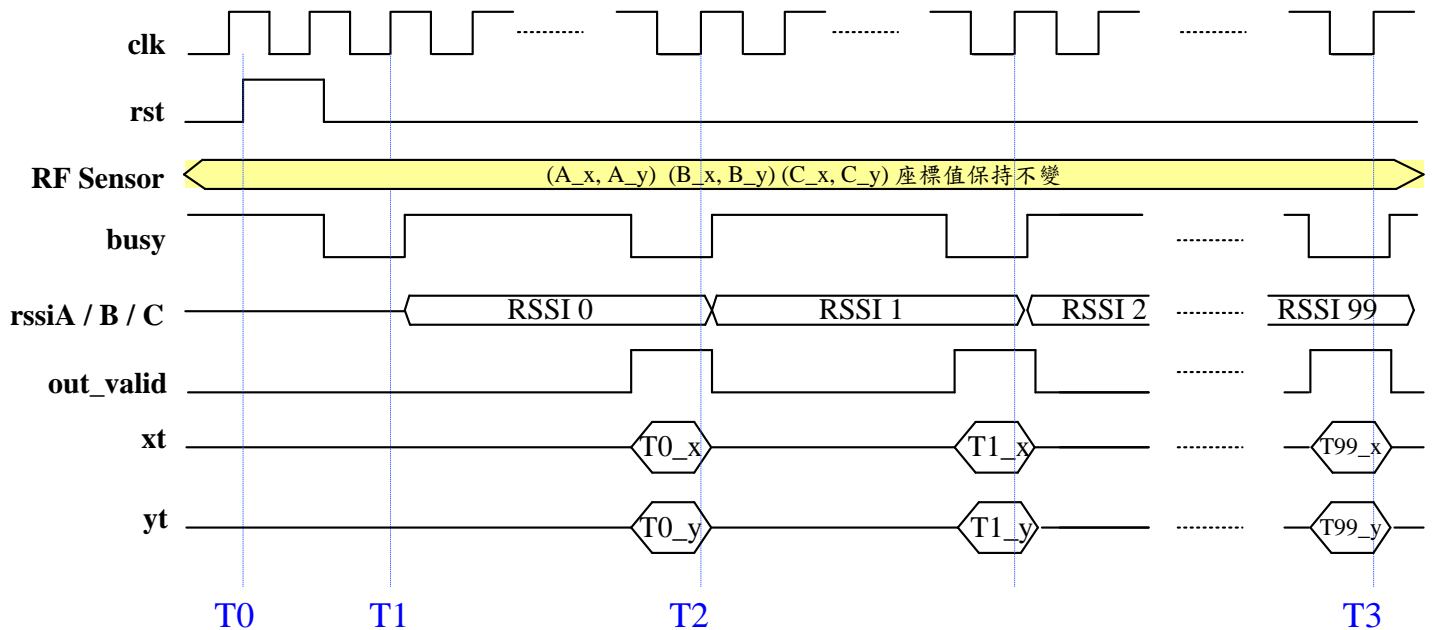 clk
rst
RF Sensor
(A_x, A_y) (B_x, B_y) (C_x, C_y) 座標值保持不變
busy
rssiA / B / C
RSSI 0
RSSI 1
RSSI 2
RSSI 99
out_valid
xt
T0_x
T1_x
T99_x
yt
T0_y
T1_y
T99_y
T0
T1
T2
T3